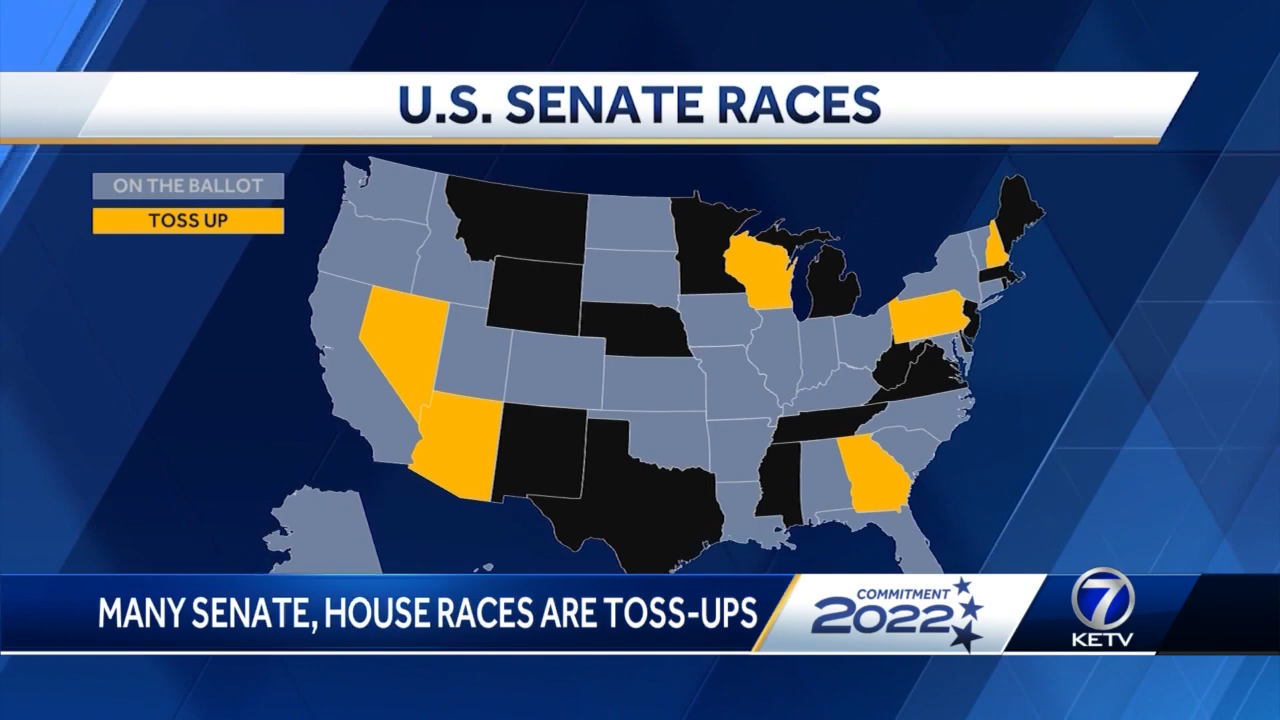 U.S. SENATE RACES
ON THE BALLOT
TOSS UP
MANY SENATE, HOUSE RACES ARE TOSS-UPS
COMMITMENT
2022
7
KETV